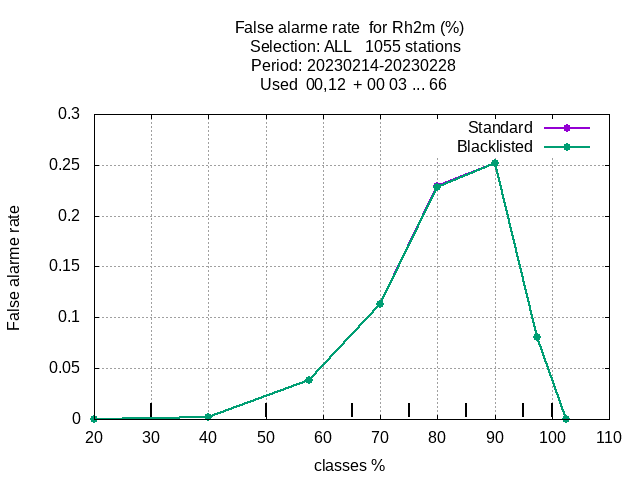 False alarme rate  for Rh2m (%)
Selection: ALL   1055 stations
Period: 20230214-20230228
Used  00,12  + 00 03 ... 66
Standard
Blacklisted
False alarme rate
0.3
0.25
0.2
0.15
0.1
0.05
0
20 30 40 50 60 70 80 90 100 110
classes %